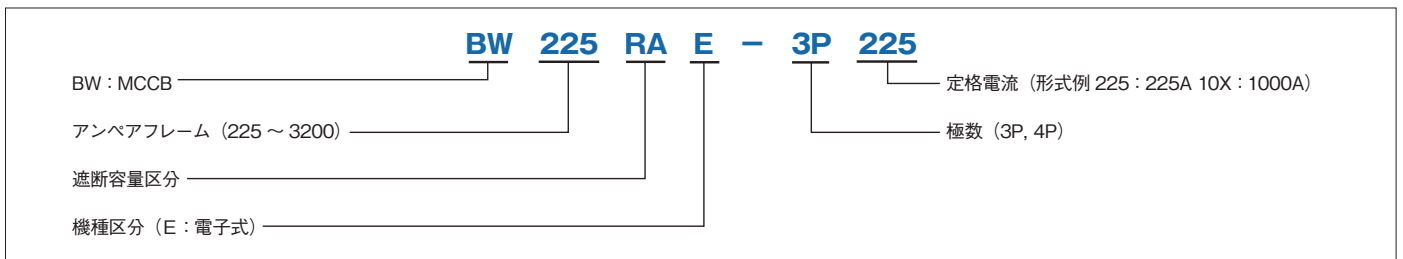 BW 225 RA E − 3P 225
BW：MCCB
定格電流（形式例 225：225A 10X：1000A）
アンペアフレーム（225 ～ 3200）
極数（3P, 4P）
遮断容量区分
機種区分（E：電子式）